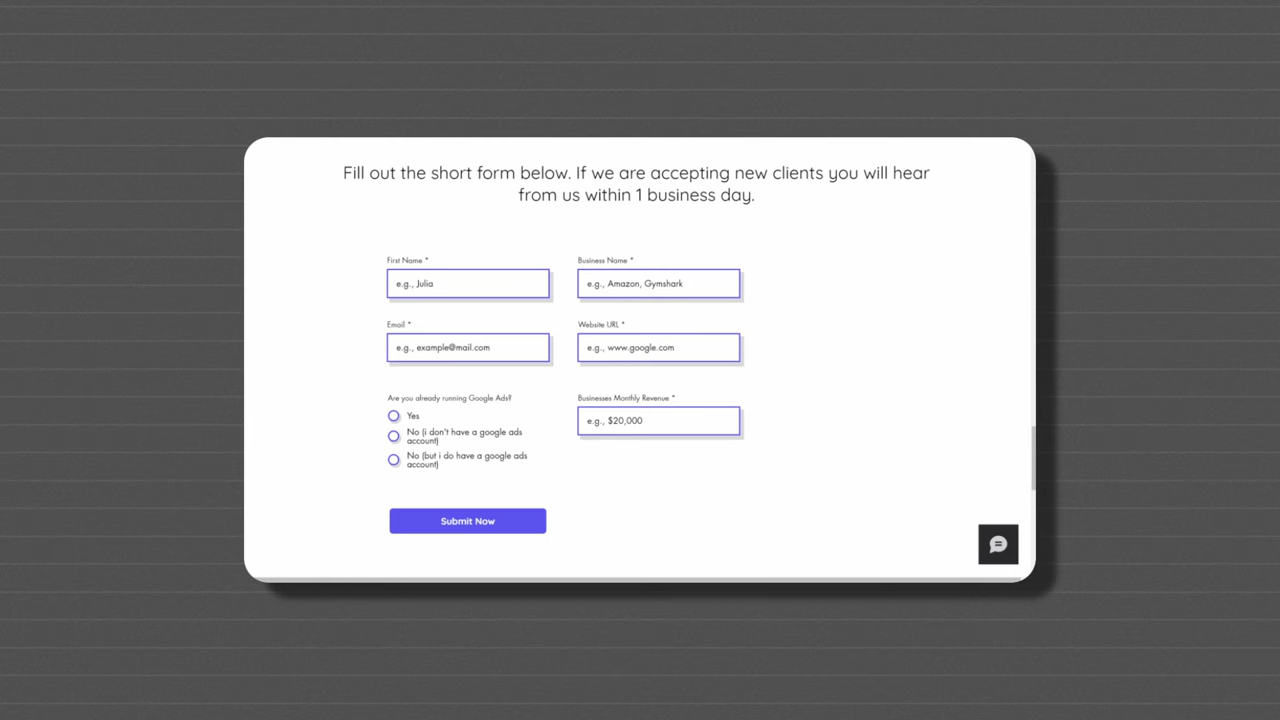 Fill out the short form below. If we are accepting new clients you will hear
from us within 1 business day.
First Name *
e.g., Julia
Business Name *
e.g., Amazon, Gymshark
Email *
e.g., example@mail.com
Website URL *
e.g., www.google.com
Are you already running Google Ads?
Yes
No (i don't have a google ads
account)
No (but i do have a google ads
account)
Businesses Monthly Revenue *
e.g., $20,000
Submit Now